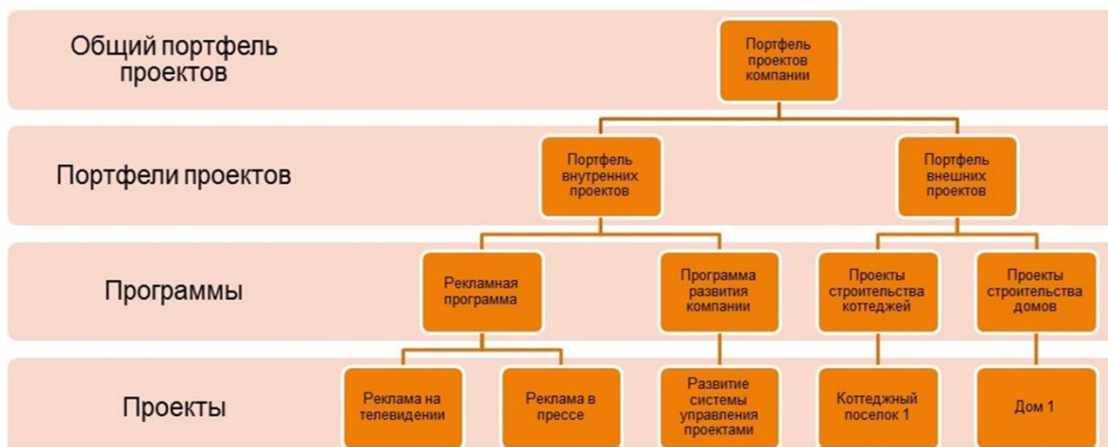 Общий портфель
проектов
Портфель
проектов
компании
Портфели проектов
Портфель
внутренних
проектов
Портфель
внешних
проектов
Программы
Рекламная
программа
Программа
развития
компании
Проекты
строительства
коттеджей
Проекты
строительства
домов
Проекты
Реклама на
телевидении
Реклама в
прессе
Развитие
системы
управления
проектами
Коттеджный
поселок 1
Дом 1